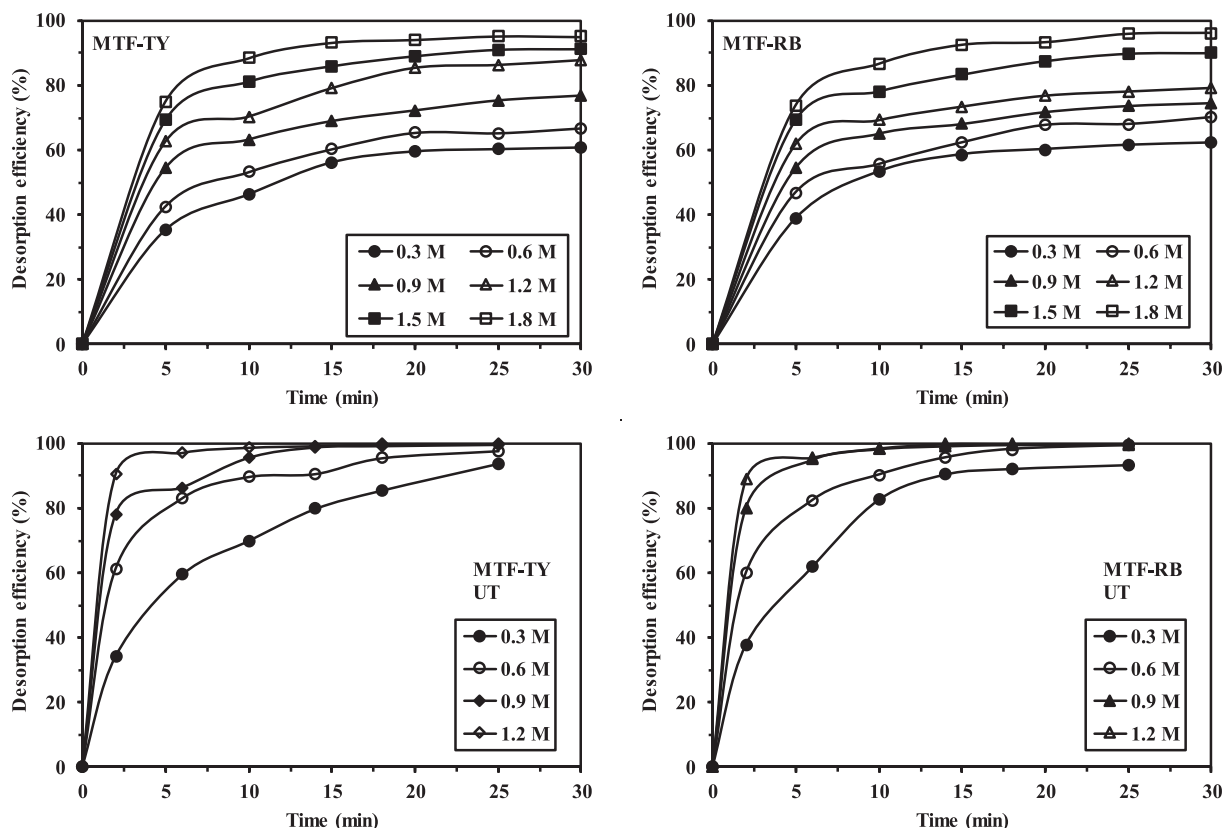 MTF-TY
Desorption efficiency (%)
100
80
60
40
20
0
0 5 10 15 20 25 30
Time (min)
0.3 M 0.6 M
0.9 M 1.2 M
1.5 M 1.8 M
MTF-RB
Desorption efficiency (%)
100
80
60
40
20
0
0 5 10 15 20 25 30
Time (min)
0.3 M 0.6 M
0.9 M 1.2 M
1.5 M 1.8 M
MTF-TY
UT
Desorption efficiency (%)
100
80
60
40
20
0
0 5 10 15 20 25 30
Time (min)
0.3 M
0.6 M
0.9 M
1.2 M
MTF-RB
UT
Desorption efficiency (%)
100
80
60
40
20
0
0 5 10 15 20 25 30
Time (min)
0.3 M
0.6 M
0.9 M
1.2 M